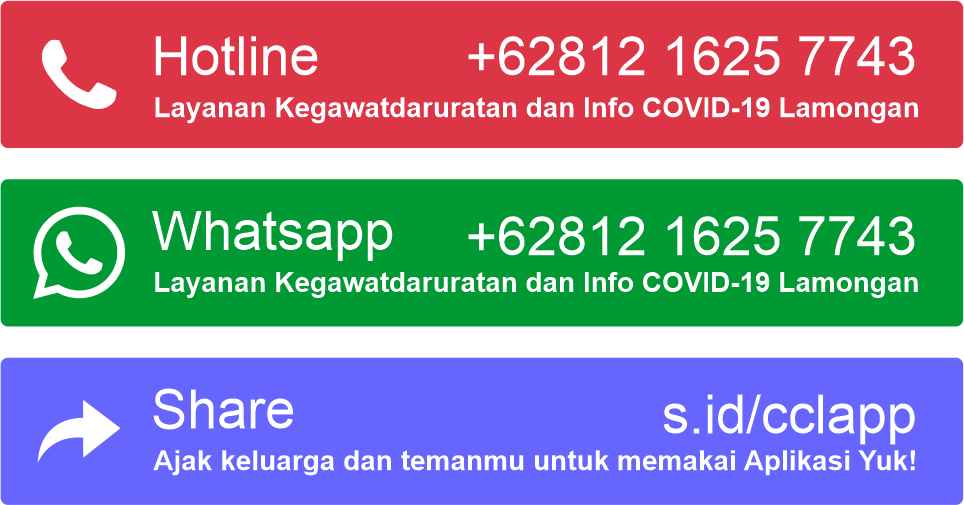 Hotline +62812 1625 7743
Layanan Kegawatdaruratan dan Info COVID-19 Lamongan
Whatsapp +62812 1625 7743
Layanan Kegawatdaruratan dan Info COVID-19 Lamongan
Share s.id/cclapp
Ajak keluarga dan temanmu untuk memakai Aplikasi Yuk!